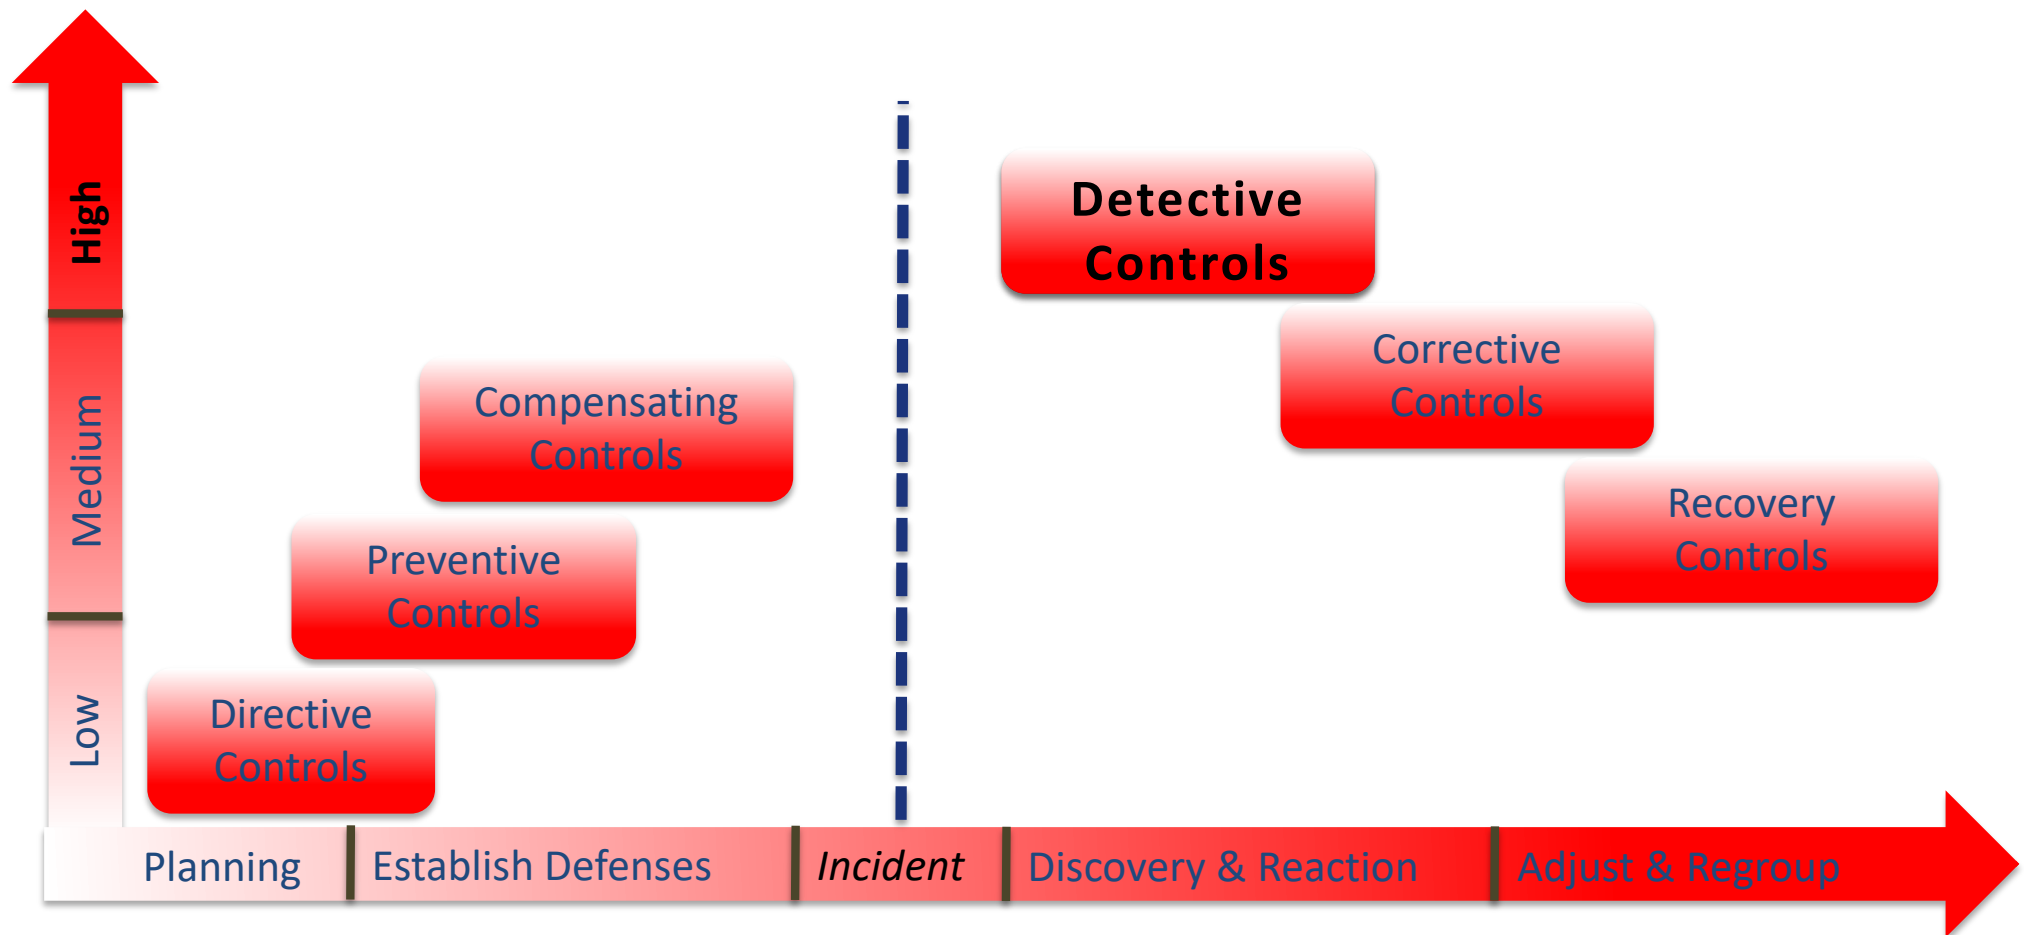 High
Medium
Low
Detective
Controls
Corrective
Controls
Compensating
Controls
Recovery
Controls
Preventive
Controls
Directive
Controls
Planning
Establish Defenses
Incident
Discovery & Reaction
Adjust & Regroup